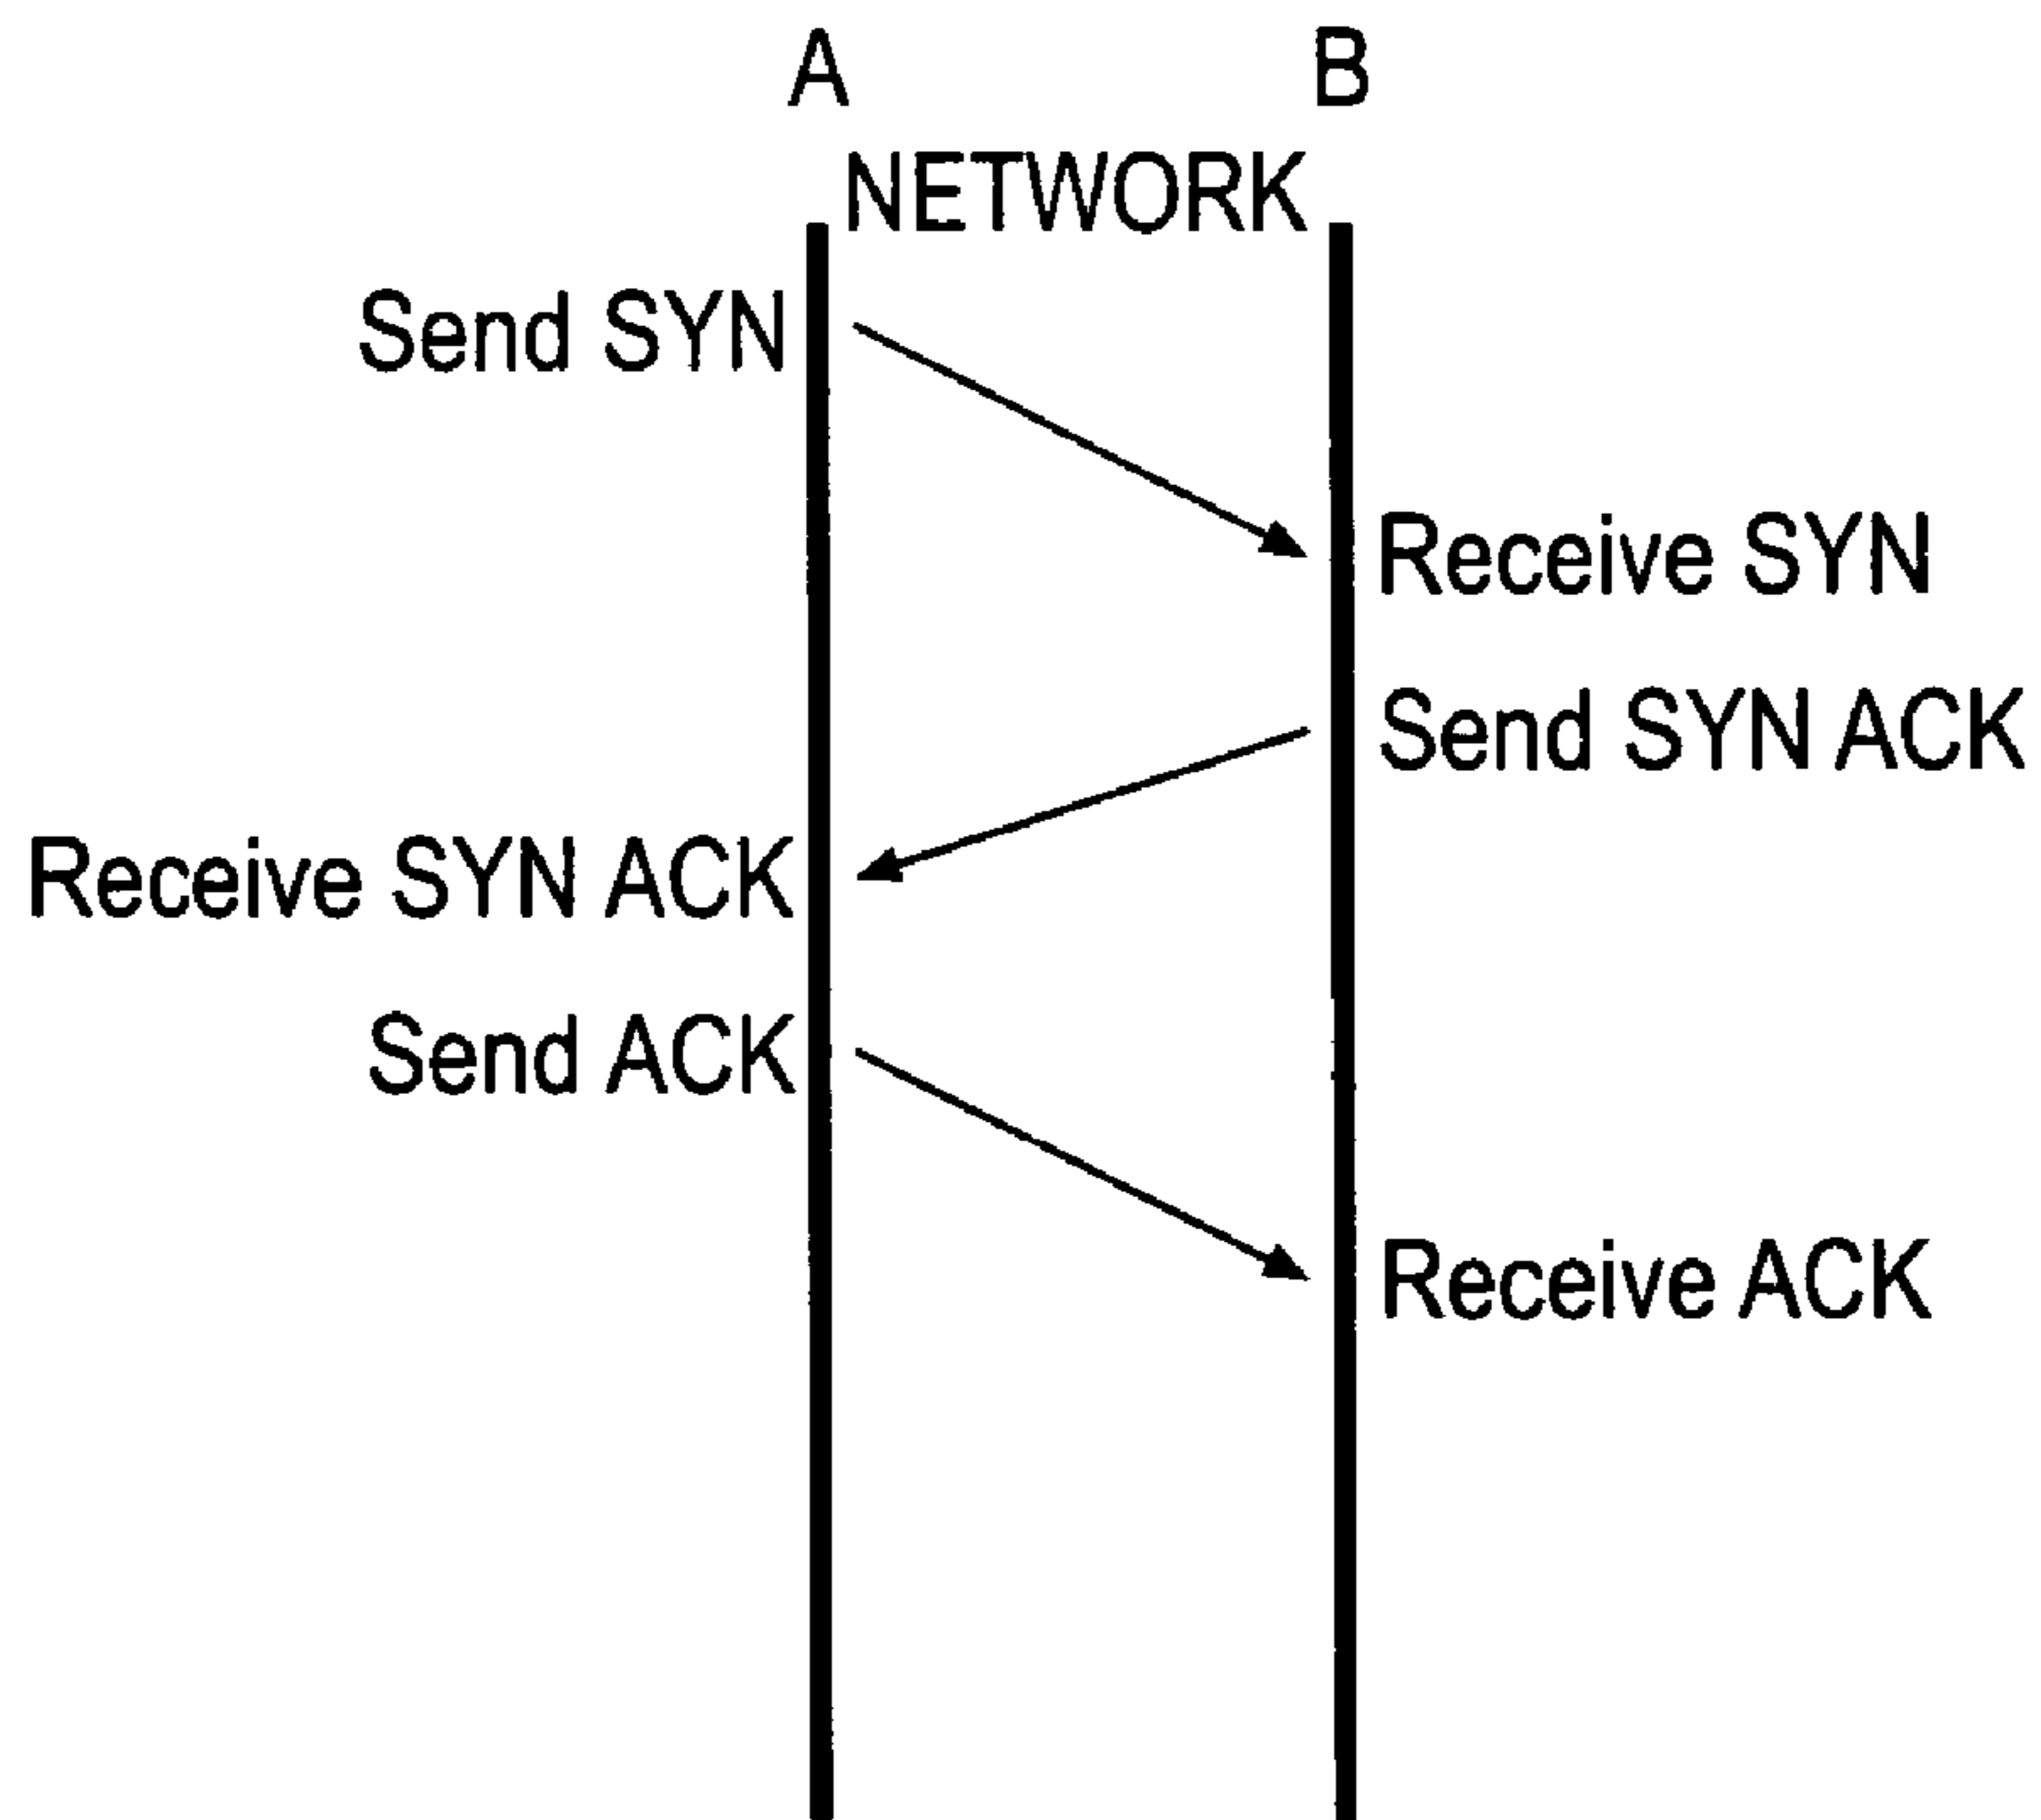 A
B
NETWORK
Send SYN
Receive SYN
Send SYN ACK
Receive SYN ACK
Send ACK
Receive ACK